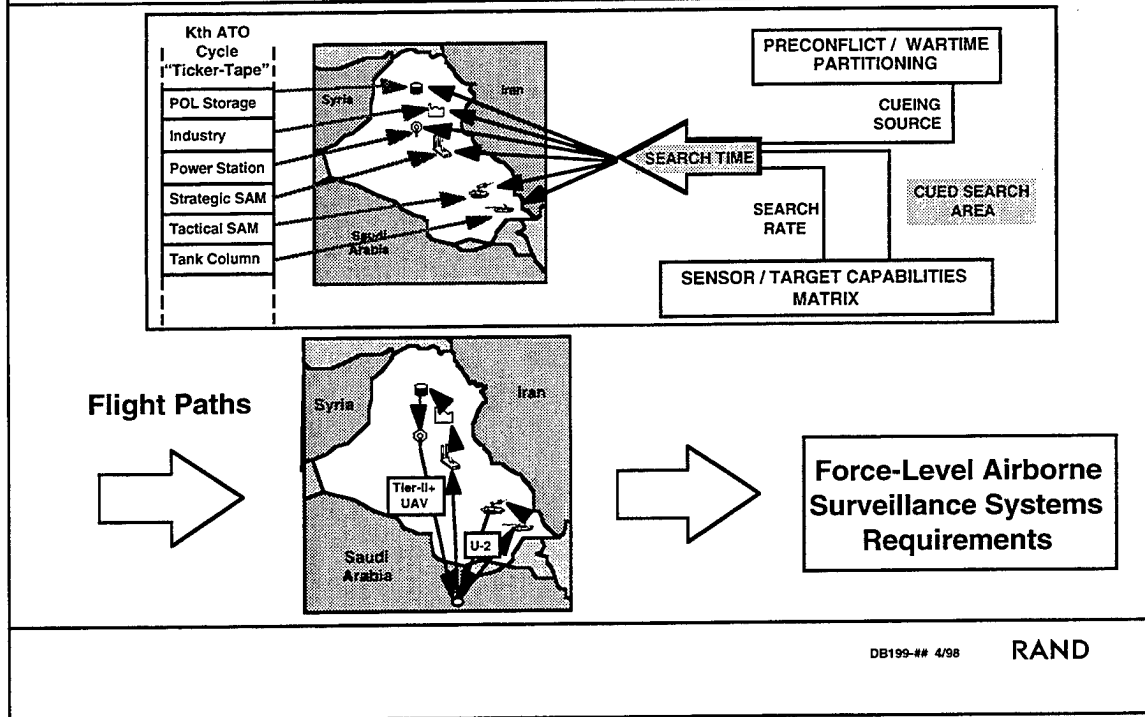 Kth ATO
Cycle
"Ticker-Tape"
POL Storage
Industry
Power Station
Strategic SAM
Tactical SAM
Tank Column
Syria
Iran
Saudi
Arabia
PRECONFLICT / WARTIME
PARTITIONING
CUEING
SOURCE
SEARCH TIME
SEARCH
RATE
CUED SEARCH
AREA
SENSOR / TARGET CAPABILITIES
MATRIX
Flight Paths
Syria
Iran
Tier-II+
UAV
U-2
Saudi
Arabia
Force-Level Airborne
Surveillance Systems
Requirements
DB199-## 4/98
RAND